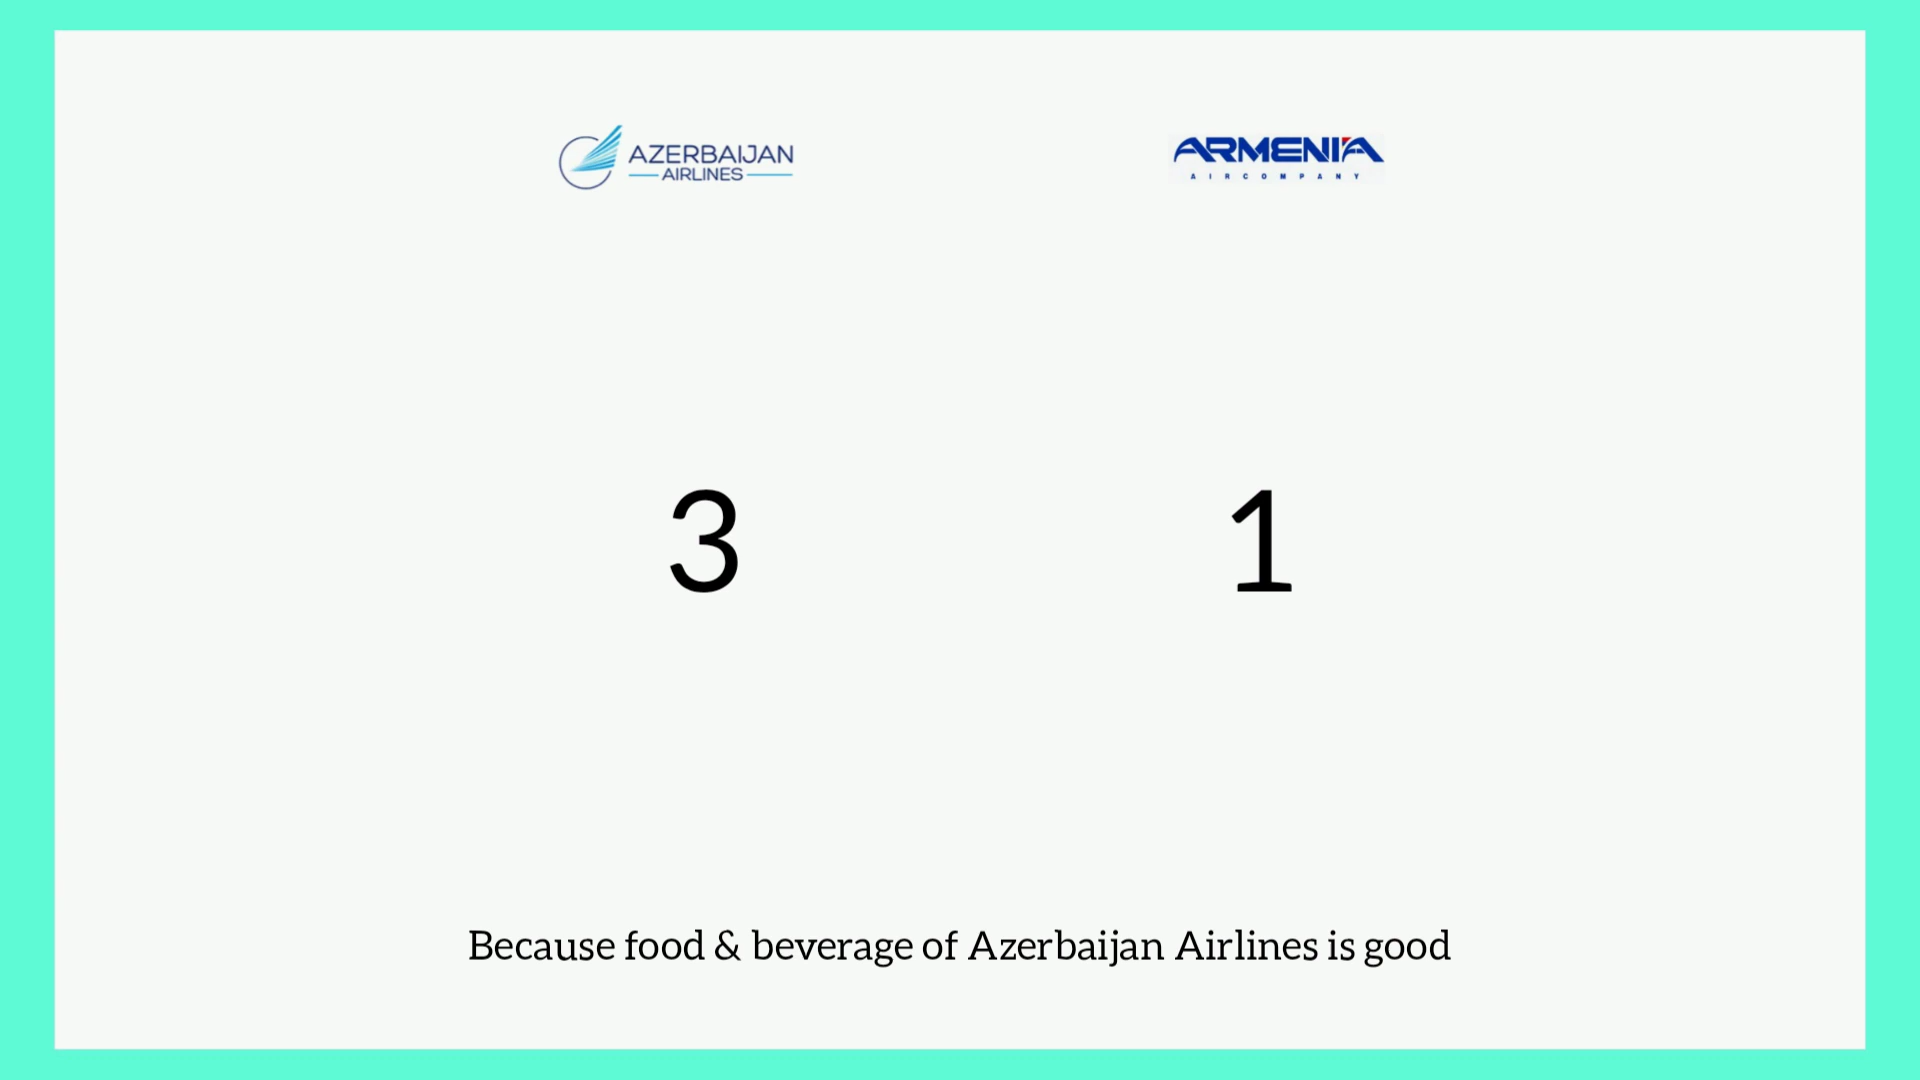 AZERBAIJAN
AIRLINES
ARMENIA
AIRCOMPANY
3
1
Because food & beverage of Azerbaijan Airlines is good